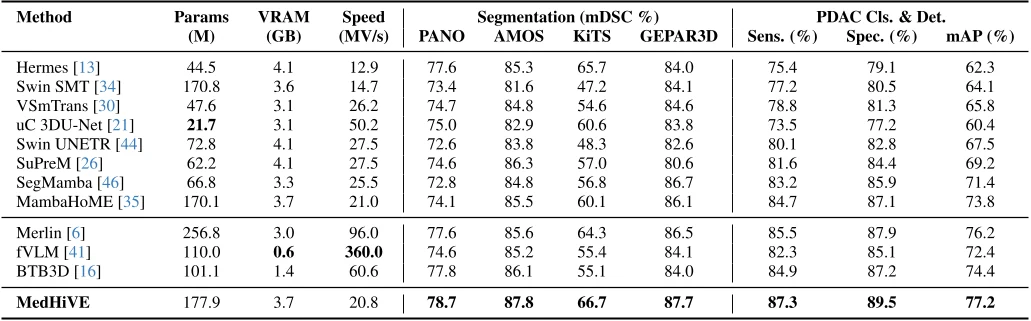 Method Params VRAM Speed Segmentation (mDSC %) PDAC Cls. & Det.
(M) (GB) (MV/s) PANO AMOS KiTS GEPAR3D Sens. (%) Spec. (%) mAP (%)
Hermes [13] 44.5 4.1 12.9 77.6 85.3 65.7 84.0 75.4 79.1 62.3
Swin SMT [34] 170.8 3.6 14.7 73.4 81.6 47.2 84.1 77.2 80.5 64.1
VSmTrans [30] 47.6 3.1 26.2 74.7 84.8 54.6 84.6 78.8 81.3 65.8
uC 3DU-Net [21] 21.7 3.1 50.2 75.0 82.9 60.6 83.8 73.5 77.2 60.4
Swin UNETR [44] 72.8 4.1 27.5 72.6 83.8 48.3 82.6 80.1 82.8 67.5
SuPreM [26] 62.2 4.1 27.5 74.6 86.3 57.0 80.6 81.6 84.4 69.2
SegMamba [46] 66.8 3.3 25.5 72.8 84.8 56.8 86.7 83.2 85.9 71.4
MambaHoME [35] 170.1 3.7 21.0 74.1 85.5 60.1 86.1 84.7 87.1 73.8
Merlin [6] 256.8 3.0 96.0 77.6 85.6 64.3 86.5 85.5 87.9 76.2
fVLM [41] 110.0 0.6 360.0 74.6 85.2 55.4 84.1 82.3 85.1 72.4
BTB3D [16] 101.1 1.4 60.6 77.8 86.1 55.1 84.0 84.9 87.2 74.4
MedHiVE 177.9 3.7 20.8 78.7 87.8 66.7 87.7 87.3 89.5 77.2